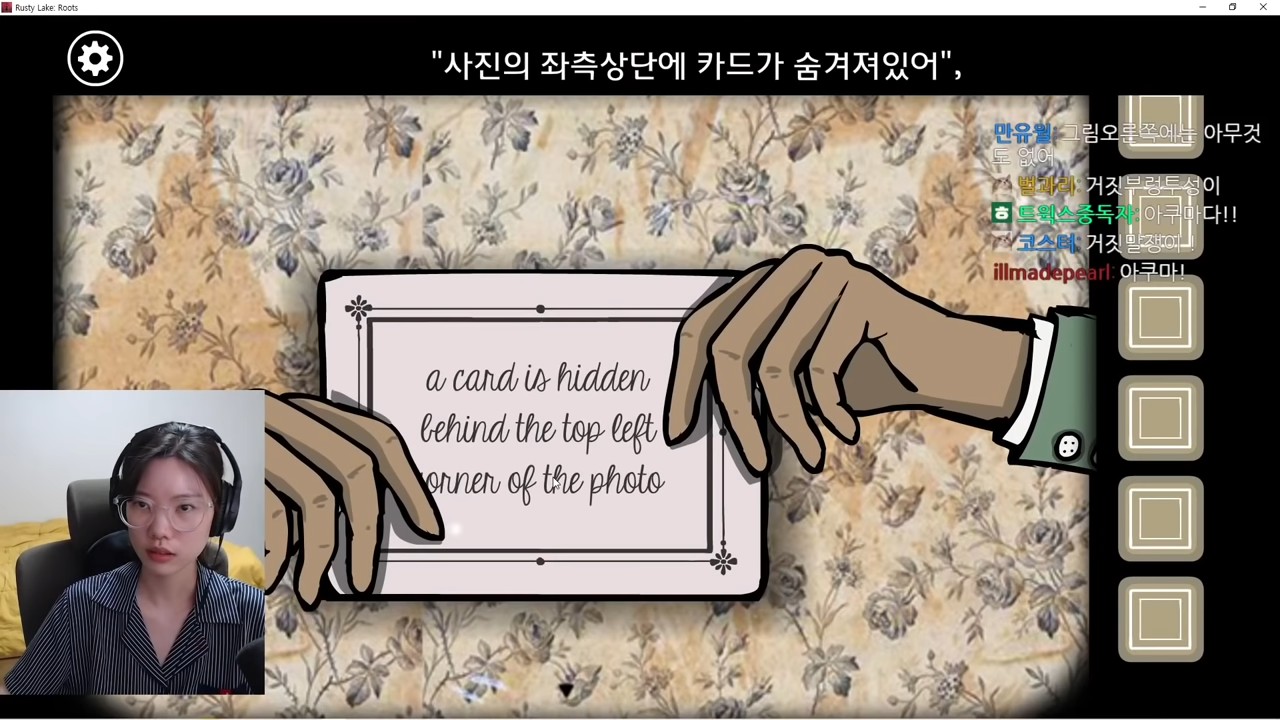 Rusty Lake: Roots
"사진의 좌측상단에 카드가 숨겨져있어",
만유월: 그림오른쪽에는 아무것
도 없어
벌과리: 거짓부렁투성이
ㅎ 트윅스중독자: 아쿠마다!!
코스터: 거짓말쟁이 !
illmadepearl: 아쿠마!
a card is hidden
behind the top left
corner of the photo